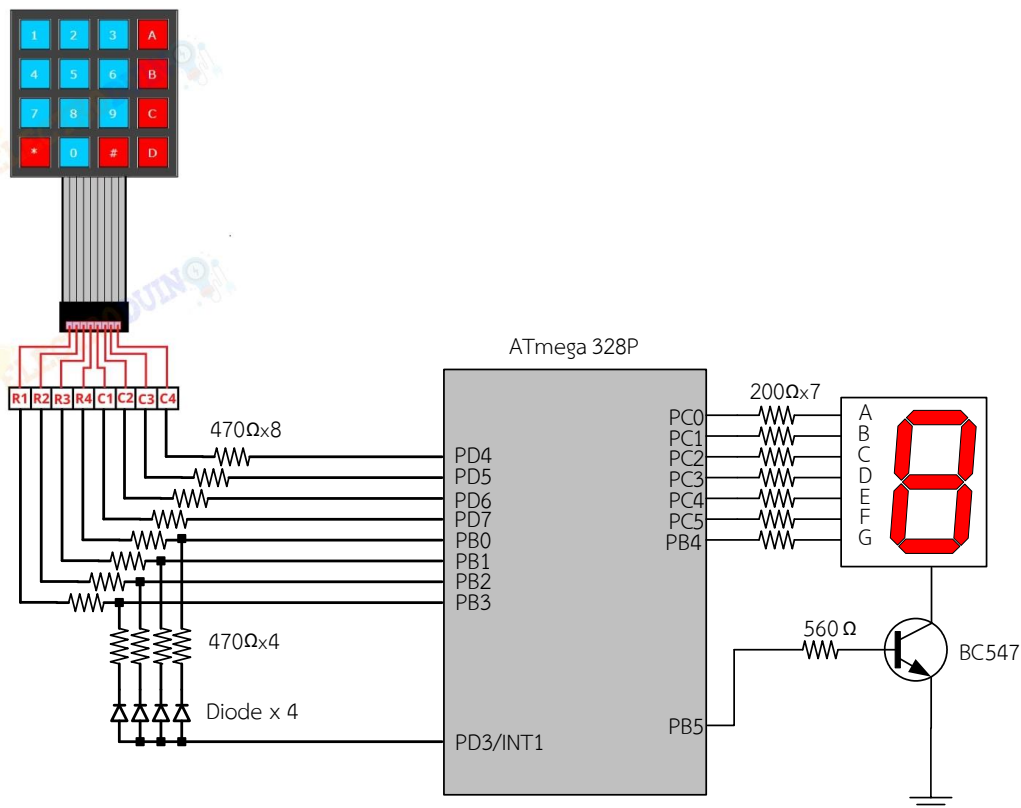 1 2 3 A
4 5 6 B
7 8 9 C
* 0 # D
R1 R2 R3 R4 C1 C2 C3 C4
470Ωx8
470Ωx4
Diode x 4
ATmega 328P
PD4
PD5
PD6
PD7
PB0
PB1
PB2
PB3
PD3/INT1
PC0
PC1
PC2
PC3
PC4
PC5
PB4
PB5
200Ωx7
A
B
C
D
E
F
G
560 Ω
BC547